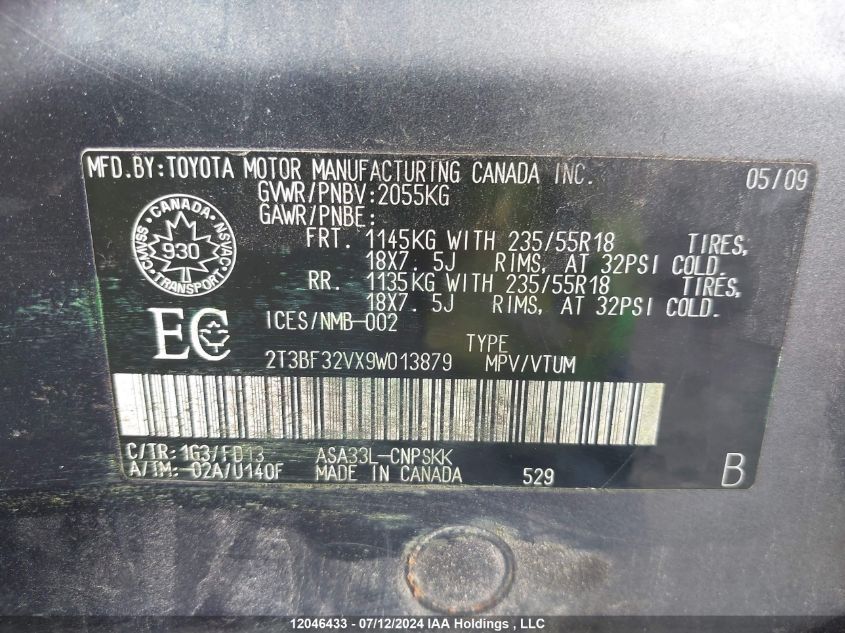 MFD.BY:TOYOTA MOTOR MANUFACTURING CANADA INC. 05/09
GVWR/PNBV:2055KG
GAWR/PNBE:
FRT. 1145KG WITH 235/55R18 TIRES,
18X7. 5J RIMS, AT 32PSI COLD.
RR. 1135KG WITH 235/55R18 TIRES,
18X7. 5J RIMS, AT 32PSI COLD.
CANADA
CMVSS
930
NSVAC
TRANSPORT
EC
ICES/NMB-002
TYPE
2T3BF32VX9W013879 MPV/VTUM
C/TR: 1G3/FD13 ASA33L-CNPSKK
A/TM: 02A/U140F MADE IN CANADA 529 B
12046433 - 07/12/2024 IAA Holdings , LLC